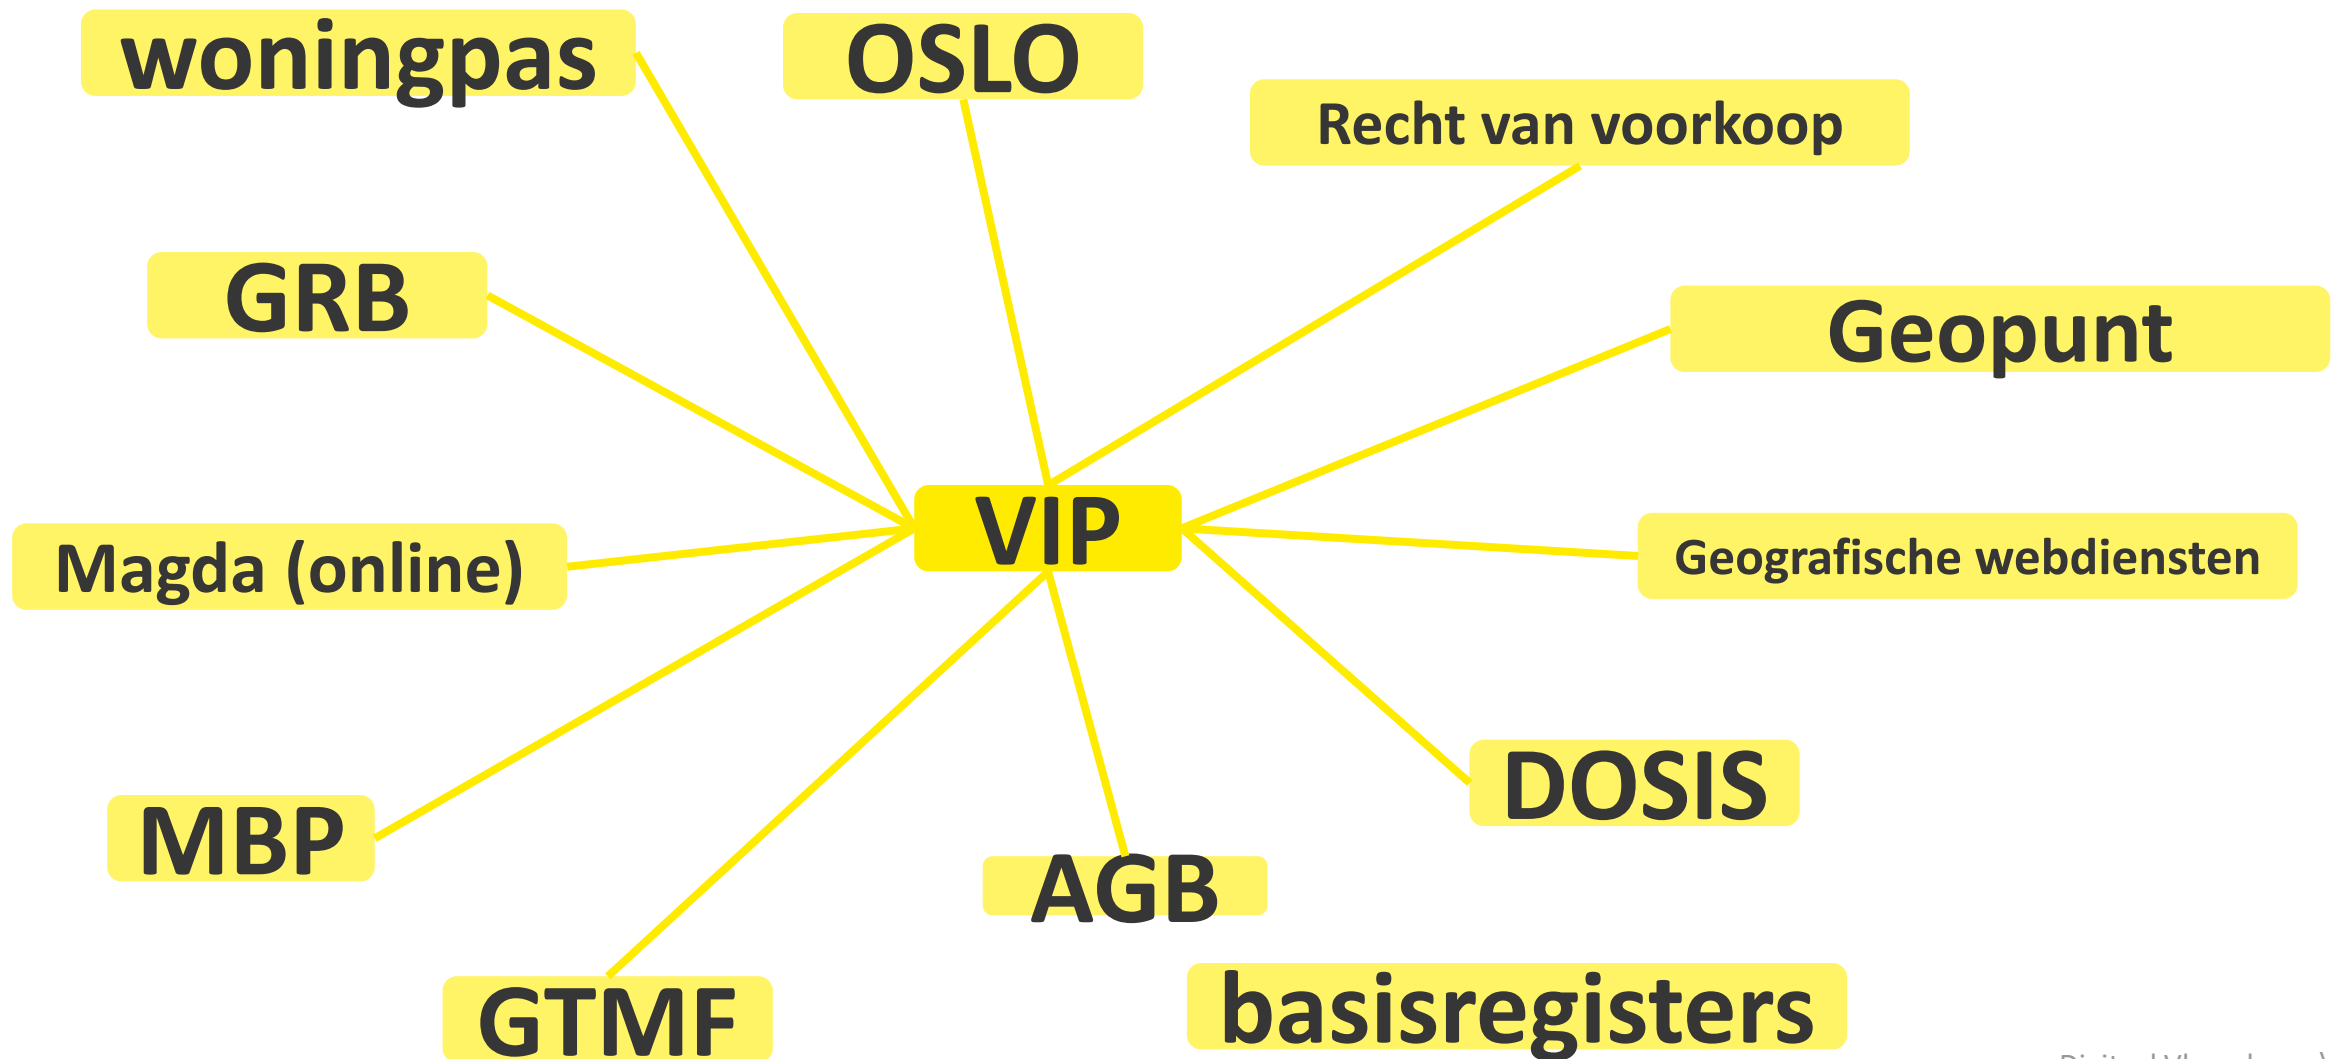 woningpas
OSLO
Recht van voorkoop
GRB
Geopunt
VIP
Magda (online)
Geografische webdiensten
DOSIS
MBP
AGB
basisregisters
GTMF